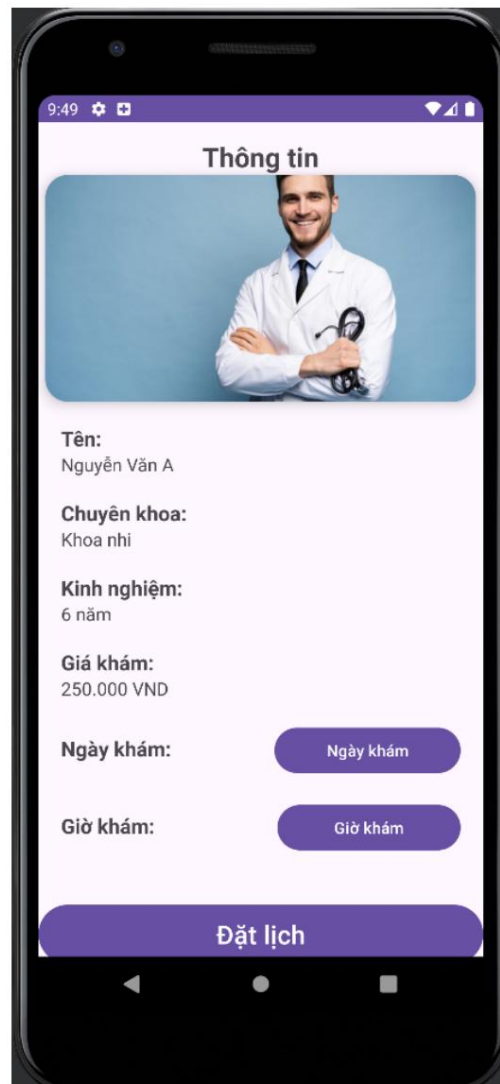 9:49
Thông tin
Tên:
Nguyễn Văn A
Chuyên khoa:
Khoa nhi
Kinh nghiệm:
6 năm
Giá khám:
250.000 VND
Ngày khám:
Ngày khám
Giờ khám:
Giờ khám
Đặt lịch